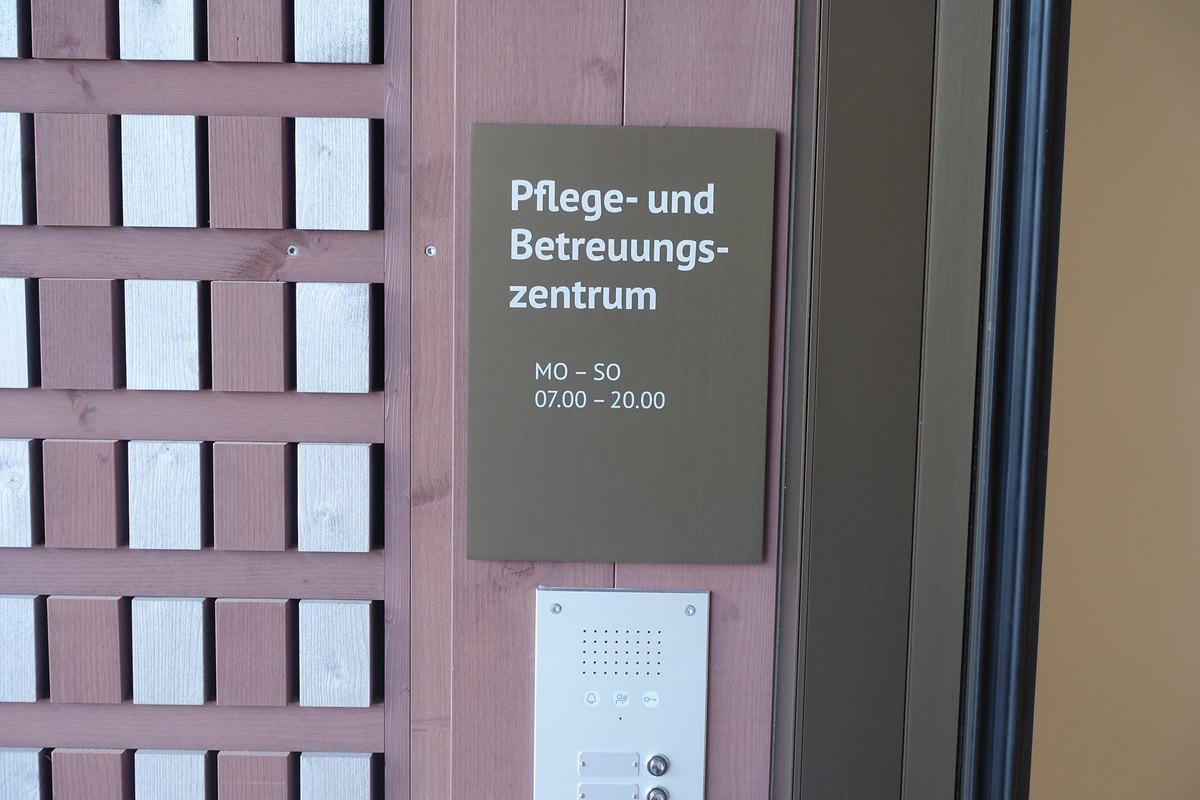 Pflege- und
Betreuungs-
zentrum
MO – SO
07.00 – 20.00